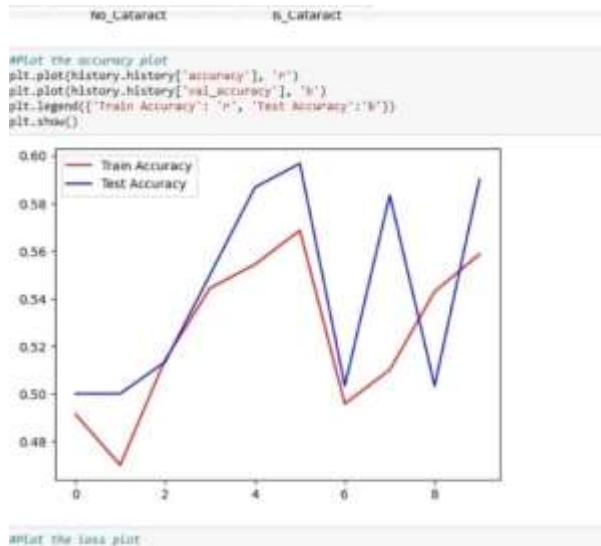 No_Cataract Is_Cataract
#Plot the accuracy plot
plt.plot(history.history['accuracy'], 'r')
plt.plot(history.history['val_accuracy'], 'b')
plt.legend({'Train Accuracy': 'r', 'Test Accuracy':'b'})
plt.show()
0.60
Train Accuracy
Test Accuracy
0.58
0.56
0.54
0.52
0.50
0.48
0 2 4 6 8
#Plot the loss plot